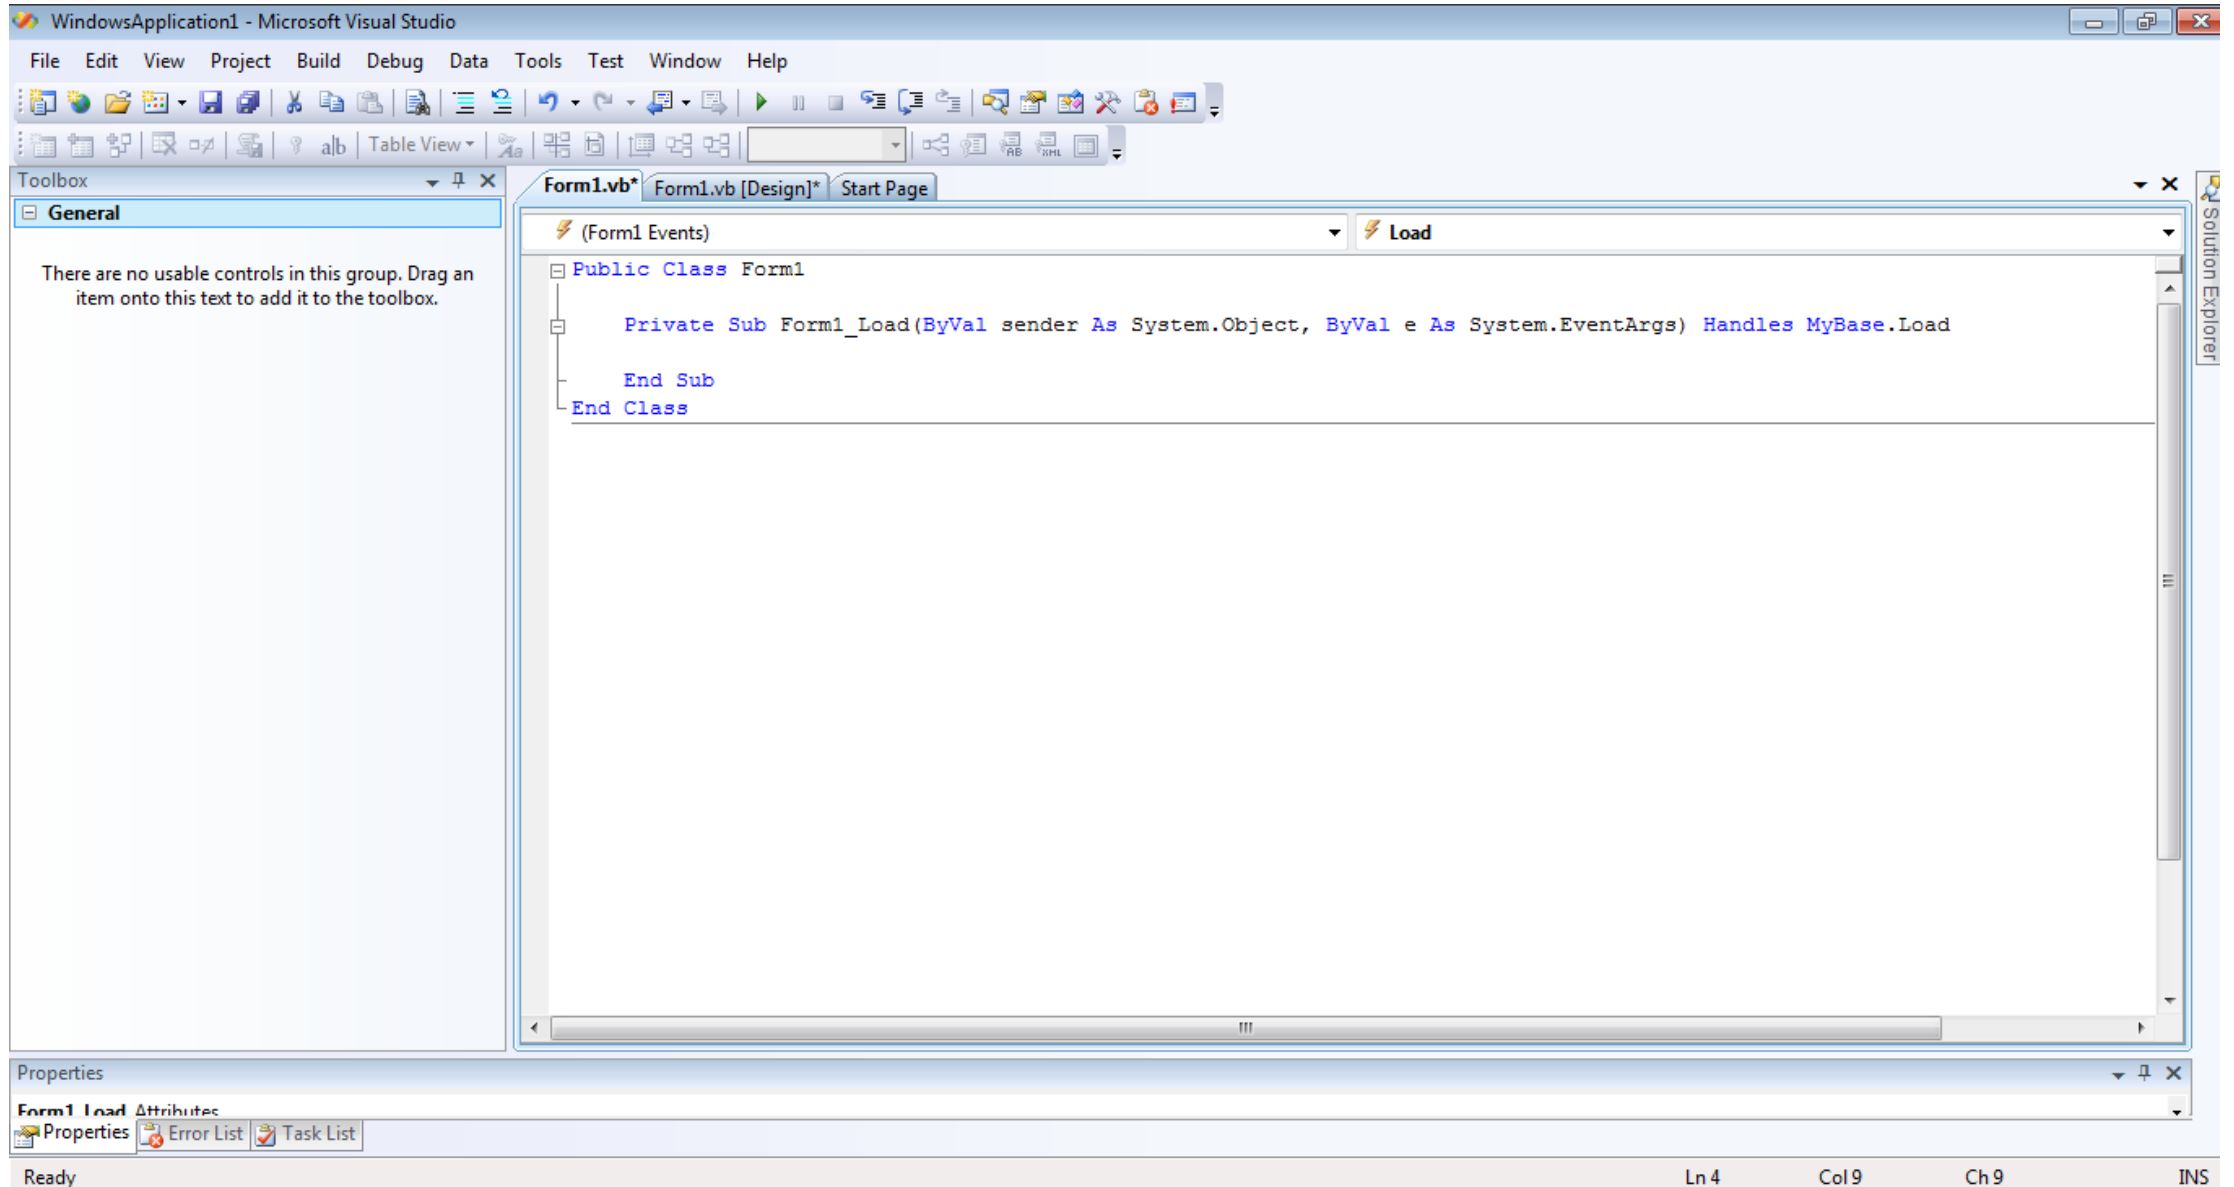 WindowsApplication1 - Microsoft Visual Studio
File Edit View Project Build Debug Data Tools Test Window Help
a|b Table View
Toolbox
General
There are no usable controls in this group. Drag an
item onto this text to add it to the toolbox.
Form1.vb* Form1.vb [Design]* Start Page
(Form1 Events) Load
Public Class Form1
Private Sub Form1_Load(ByVal sender As System.Object, ByVal e As System.EventArgs) Handles MyBase.Load
End Sub
End Class
Solution Explorer
Properties
Form1_Load Attributes
Properties Error List Task List
Ready Ln 4 Col 9 Ch 9 INS